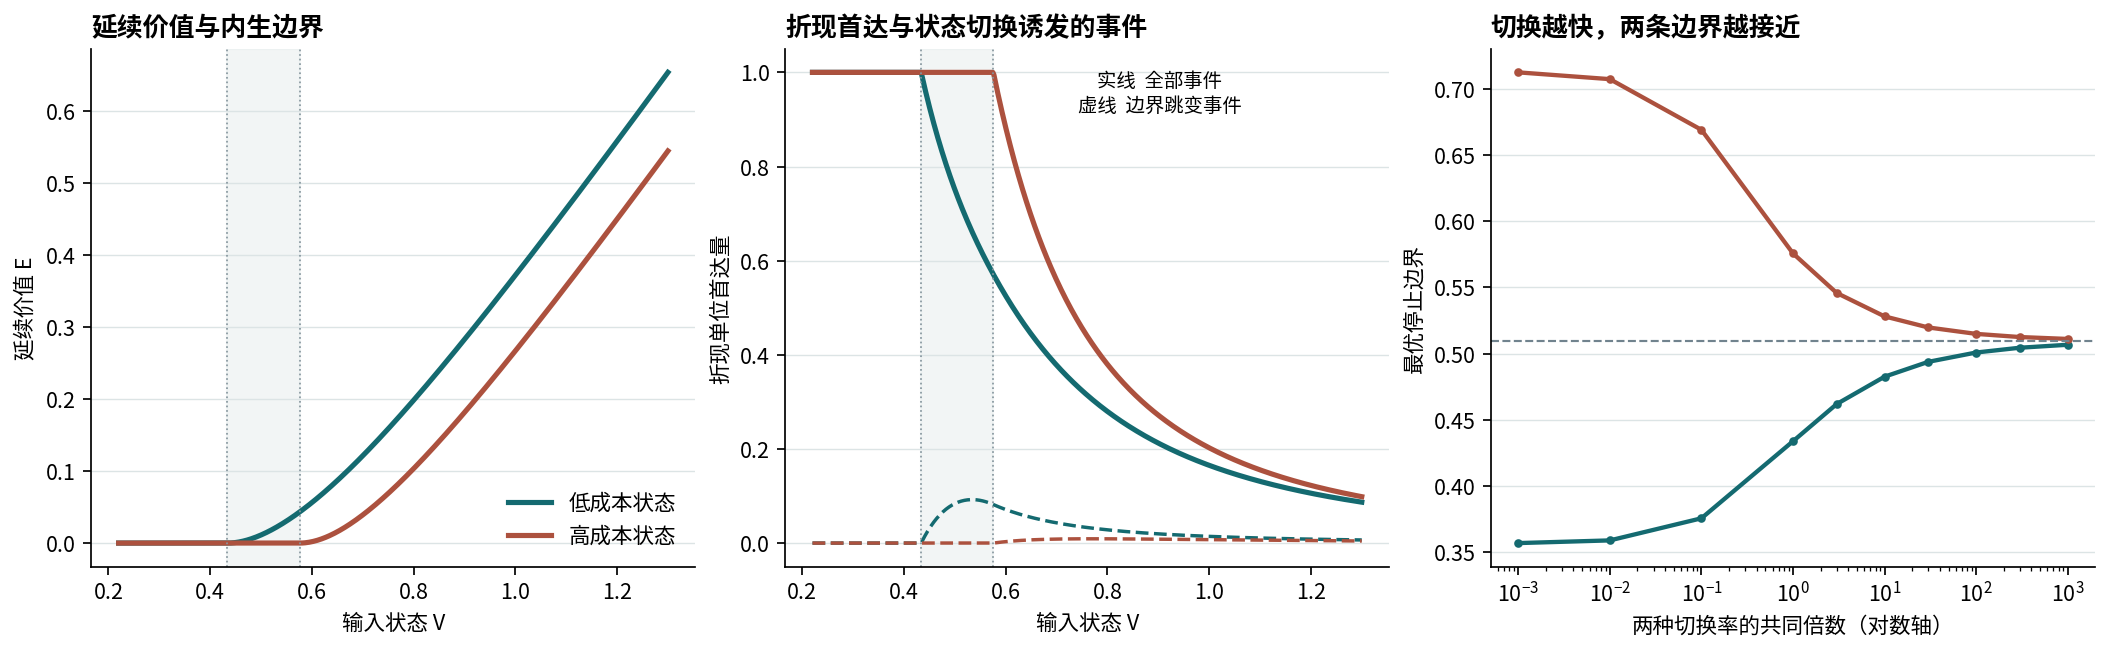 延续价值与内生边界
延续价值 E
0.6
0.5
0.4
0.3
0.2
0.1
0.0
低成本状态
高成本状态
0.2 0.4 0.6 0.8 1.0 1.2
输入状态 V
折现首达与状态切换诱发的事件
折现单位首达量
1.0
0.8
0.6
0.4
0.2
0.0
实线 全部事件
虚线 边界跳变事件
0.2 0.4 0.6 0.8 1.0 1.2
输入状态 V
切换越快，两条边界越接近
最优停止边界
0.70
0.65
0.60
0.55
0.50
0.45
0.40
0.35
10⁻³ 10⁻² 10⁻¹ 10⁰ 10¹ 10² 10³
两种切换率的共同倍数（对数轴）